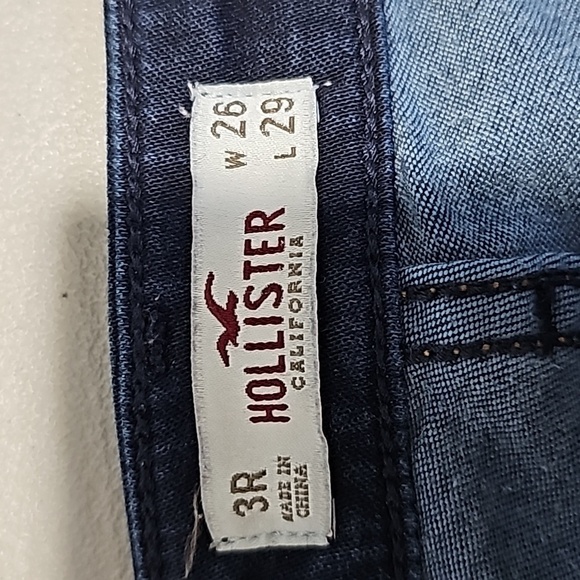 3R
MADE IN
CHINA
HOLLISTER
CALIFORNIA
W 26
L 29